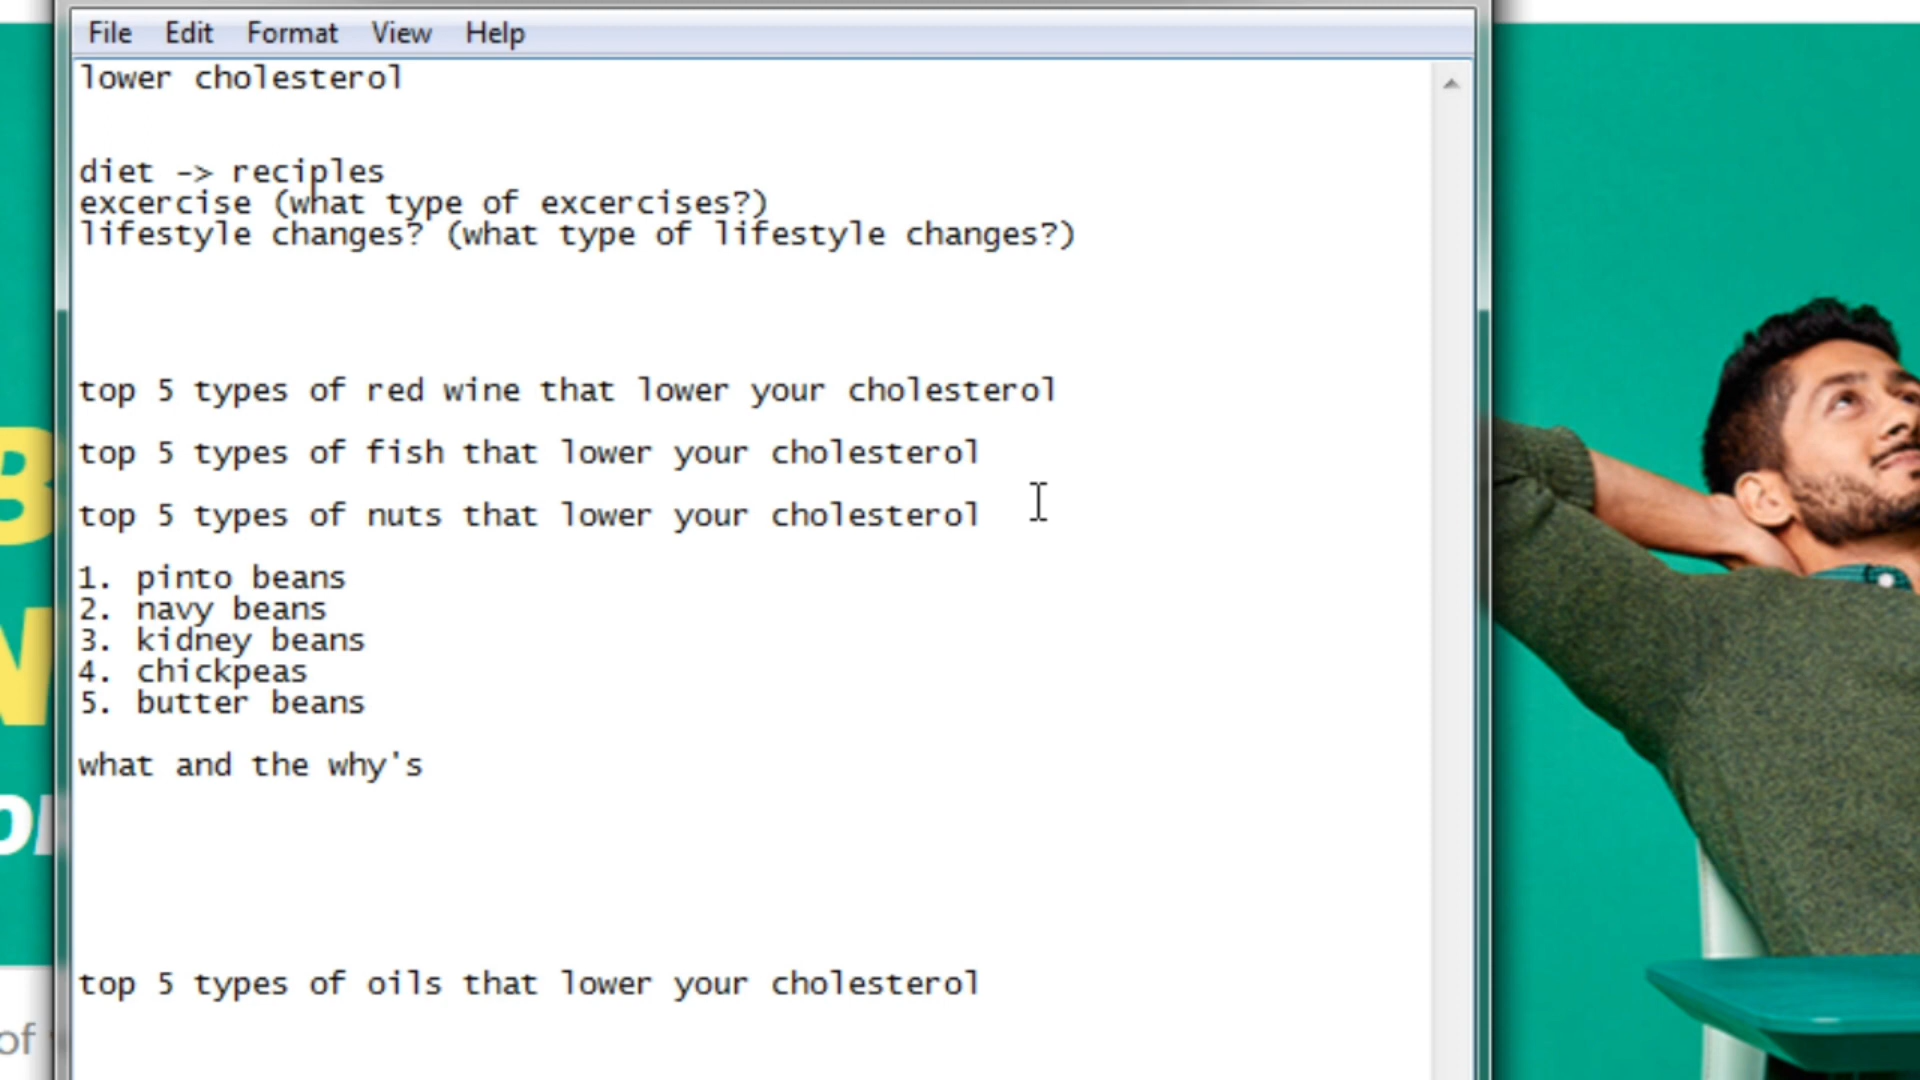 File Edit Format View Help
lower cholesterol
diet -> reciples
excercise (what type of excercises?)
lifestyle changes? (what type of lifestyle changes?)
top 5 types of red wine that lower your cholesterol
top 5 types of fish that lower your cholesterol
top 5 types of nuts that lower your cholesterol
1. pinto beans
2. navy beans
3. kidney beans
4. chickpeas
5. butter beans
what and the why's
top 5 types of oils that lower your cholesterol
of